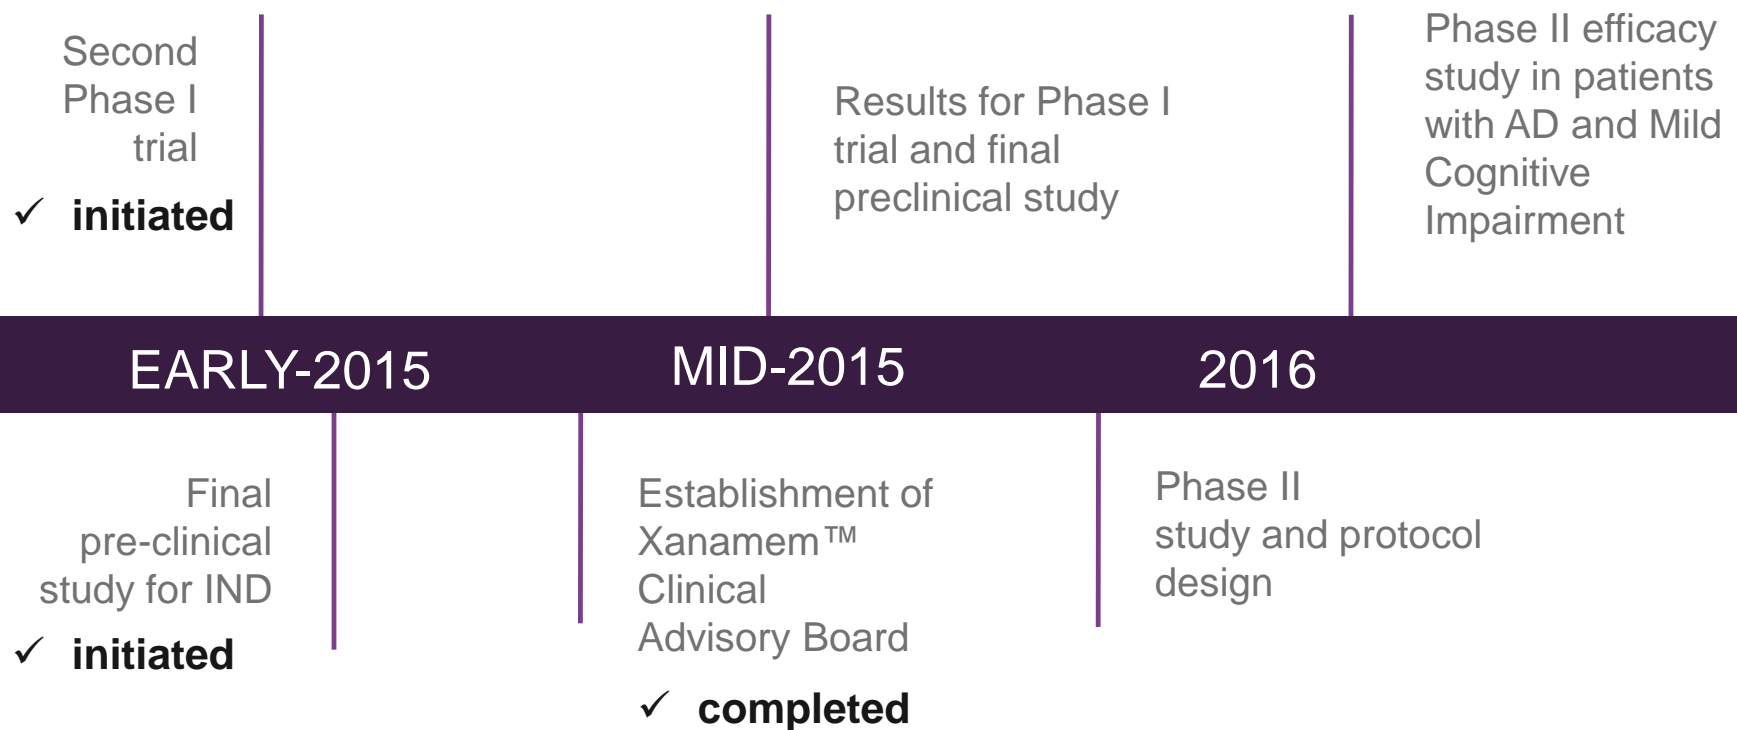 Second
Phase I
trial
✓ initiated
Results for Phase I
trial and final
preclinical study
Phase II efficacy
study in patients
with AD and Mild
Cognitive
Impairment
EARLY-2015
MID-2015
2016
Final
pre-clinical
study for IND
✓ initiated
Establishment of
Xanamem™
Clinical
Advisory Board
✓ completed
Phase II
study and protocol
design